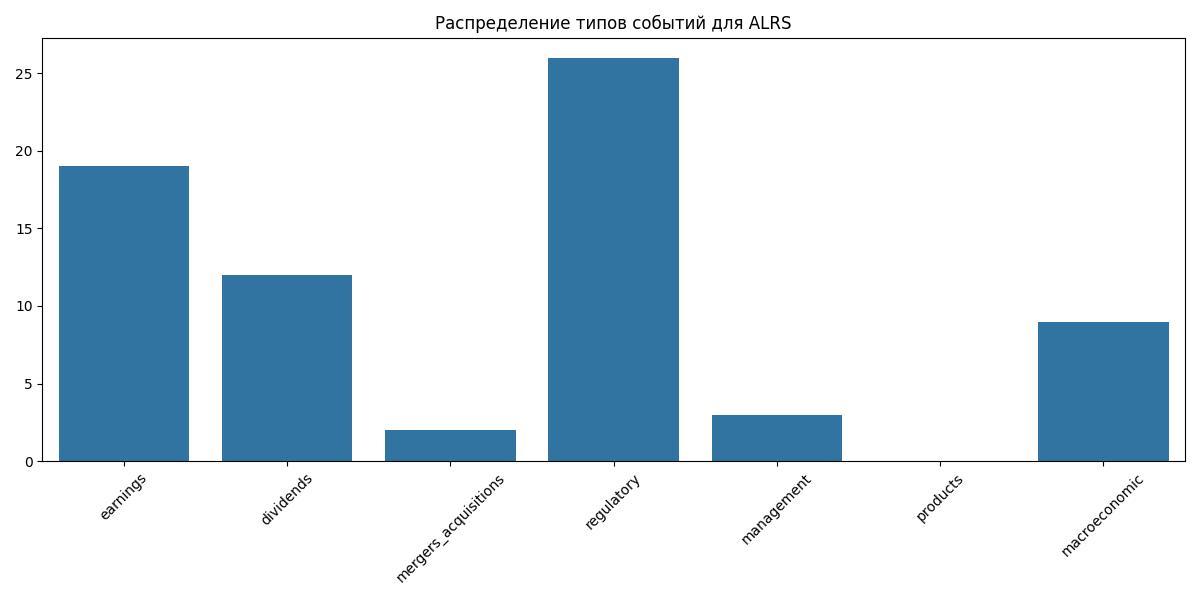 Распределение типов событий для ALRS
25
20
15
10
5
0
earnings
dividends
mergers_acquisitions
regulatory
management
products
macroeconomic